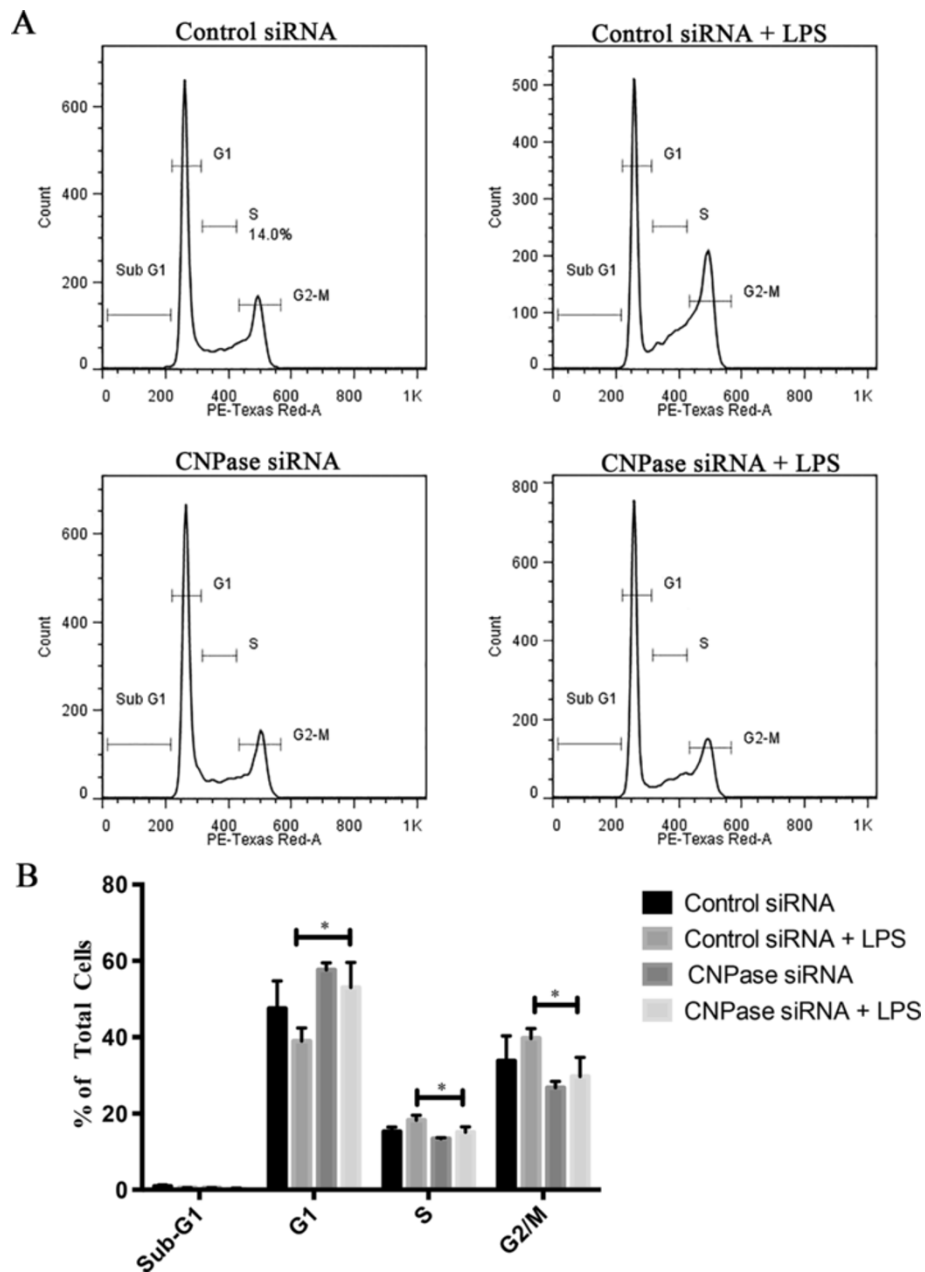 A
Control siRNA
600
400
200
0
Count
G1
S
14.0%
Sub G1
G2-M
0 200 400 600 800 1K
PE-Texas Red-A
Control siRNA + LPS
500
400
300
200
100
0
Count
G1
S
Sub G1
G2-M
0 200 400 600 800 1K
PE-Texas Red-A
CNPase siRNA
600
400
200
0
Count
G1
S
Sub G1
G2-M
0 200 400 600 800 1K
PE-Texas Red-A
CNPase siRNA + LPS
800
600
400
200
0
Count
G1
S
Sub G1
G2-M
0 200 400 600 800 1K
PE-Texas Red-A
B
80
60
40
20
0
% of Total Cells
*
*
*
Sub-G1
G1
S
G2/M
Control siRNA
Control siRNA + LPS
CNPase siRNA
CNPase siRNA + LPS